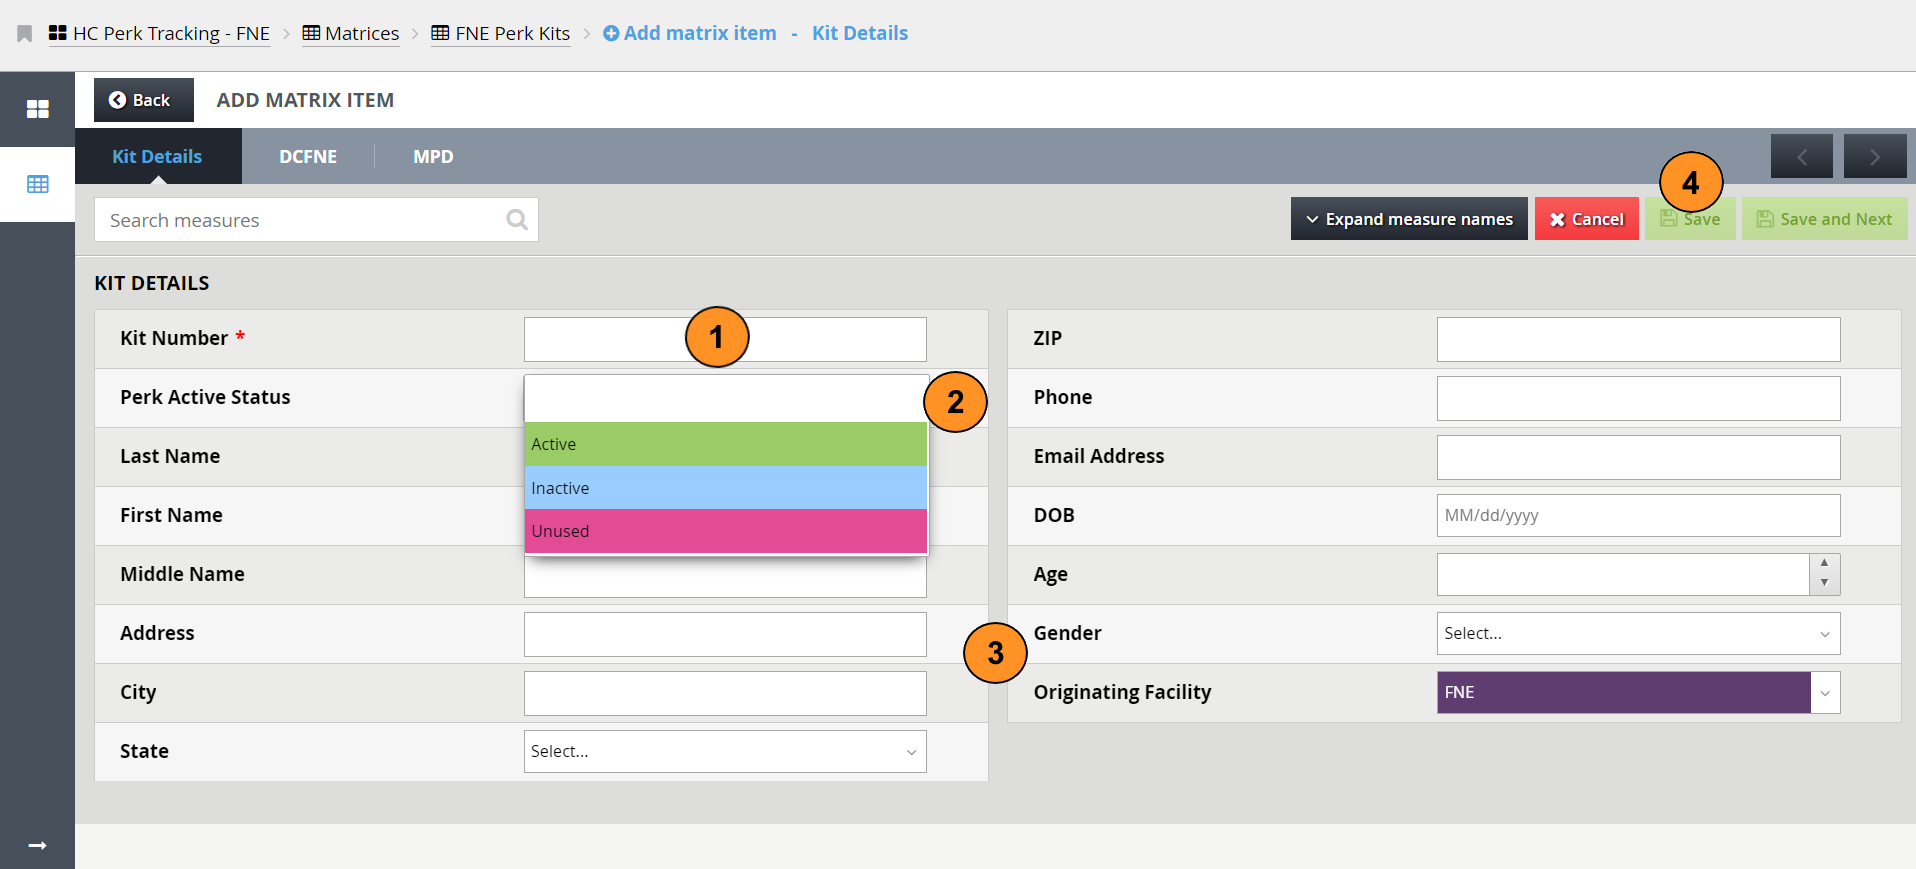 HC Perk Tracking - FNE > Matrices > FNE Perk Kits > Add matrix item - Kit Details
Back ADD MATRIX ITEM
Kit Details DCFNE MPD
4
Search measures Expand measure names Cancel Save Save and Next
KIT DETAILS
Kit Number * 1
Perk Active Status 2
Active
Inactive
Unused
Last Name
First Name
Middle Name
Address
City
State Select...
3
ZIP
Phone
Email Address
DOB MM/dd/yyyy
Age
Gender Select...
Originating Facility FNE